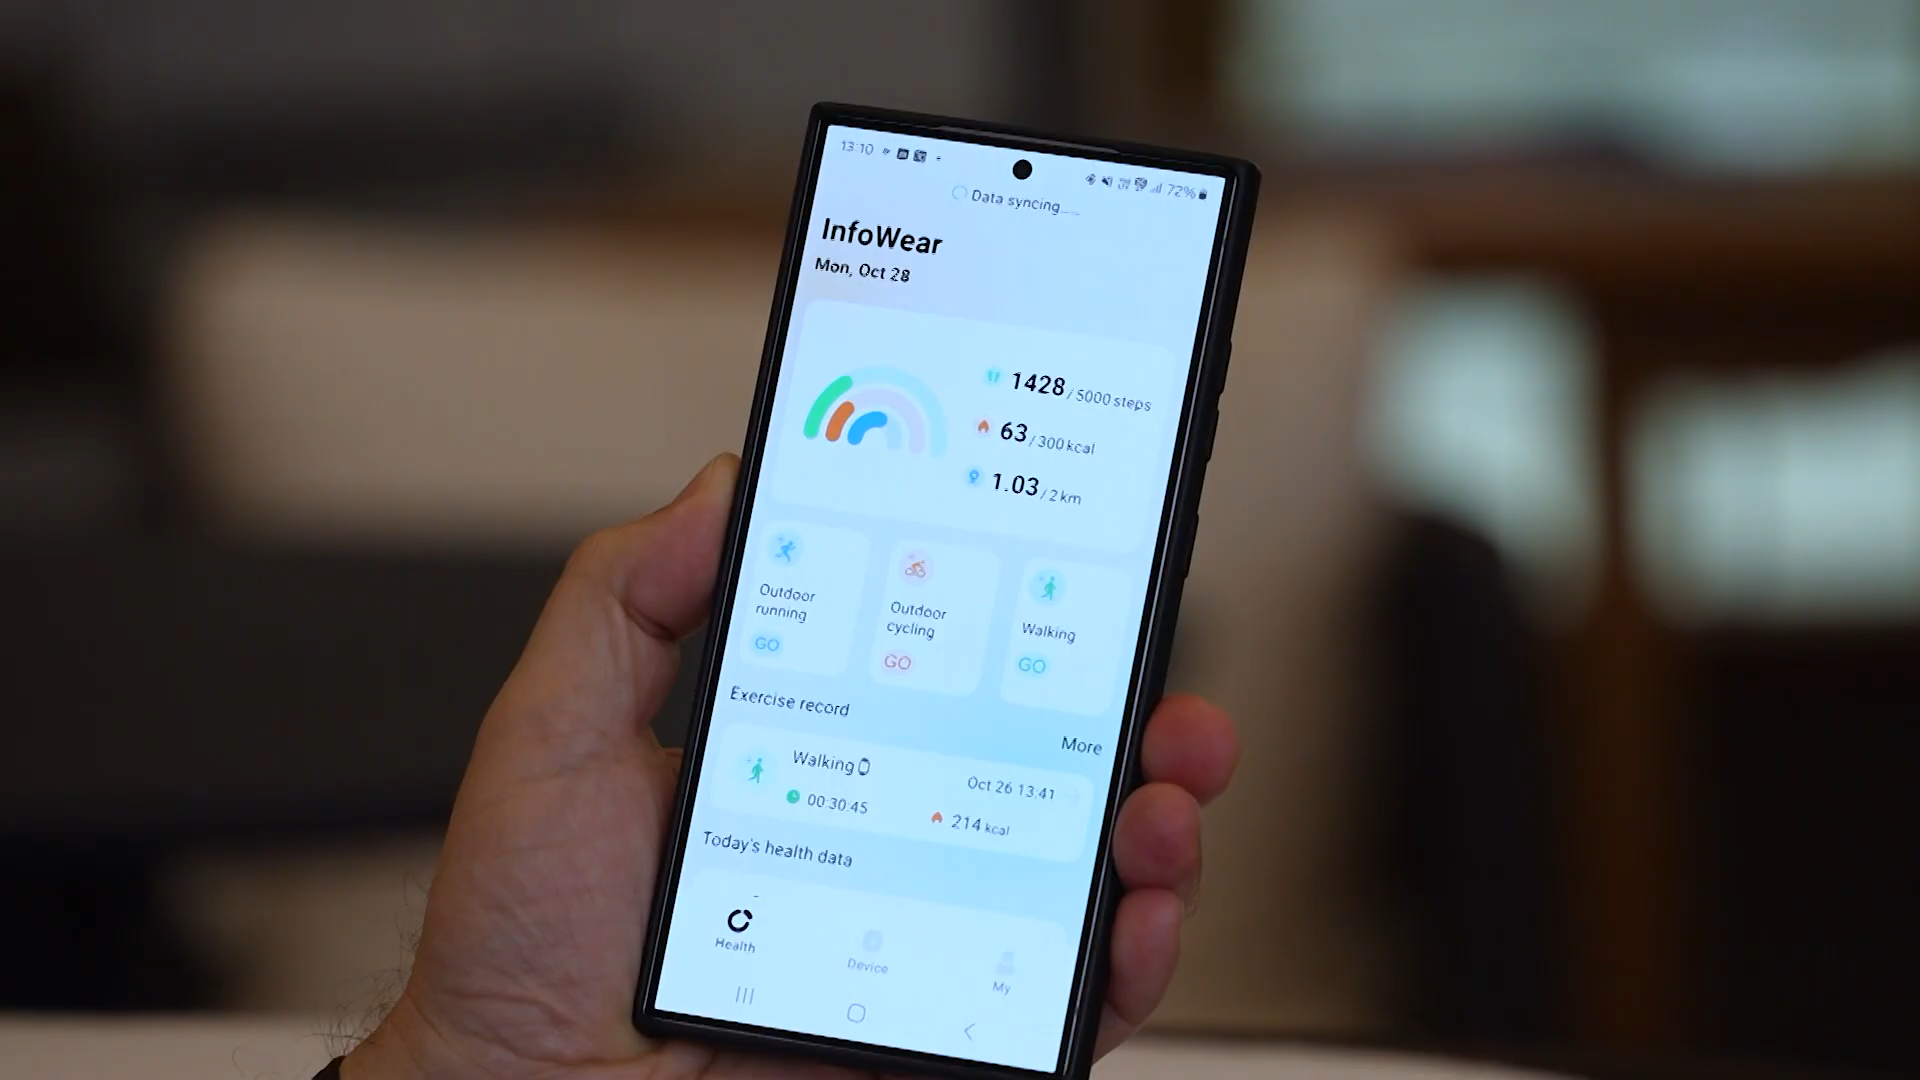 13:10
72%
Data syncing....
InfoWear
Mon, Oct 28
1428 / 5000 steps
63 / 300 kcal
1.03 / 2 km
Outdoor
running
GO
Outdoor
cycling
GO
Walking
GO
Exercise record
More
Walking
Oct 26 13:41
00:30:45
214 kcal
Today's health data
Health
Device
My